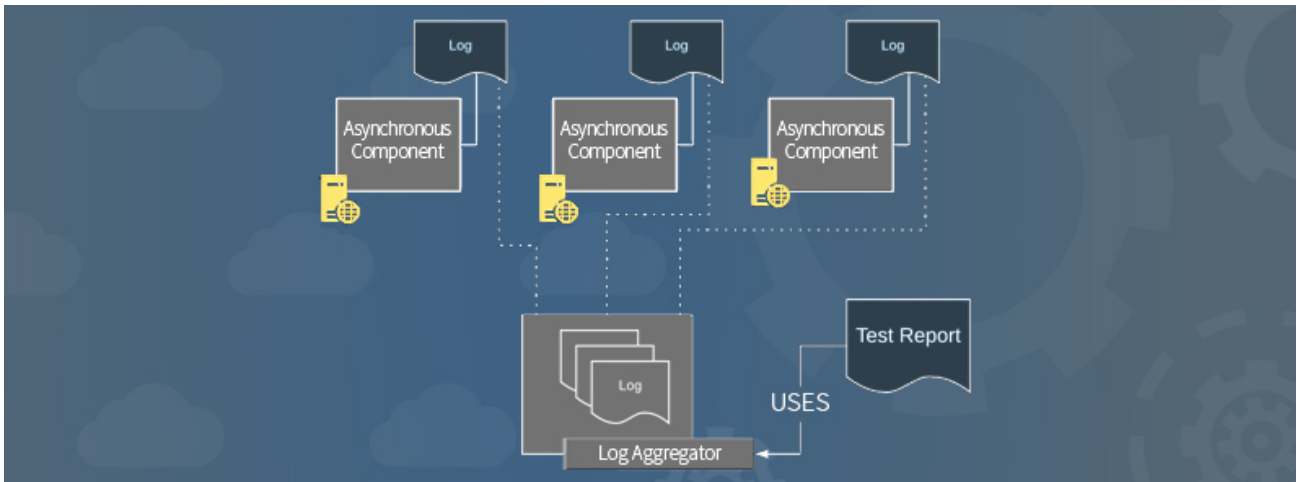 Log
Log
Log
Asynchronous
Component
Asynchronous
Component
Asynchronous
Component
Log
Log Aggregator
USES
Test Report